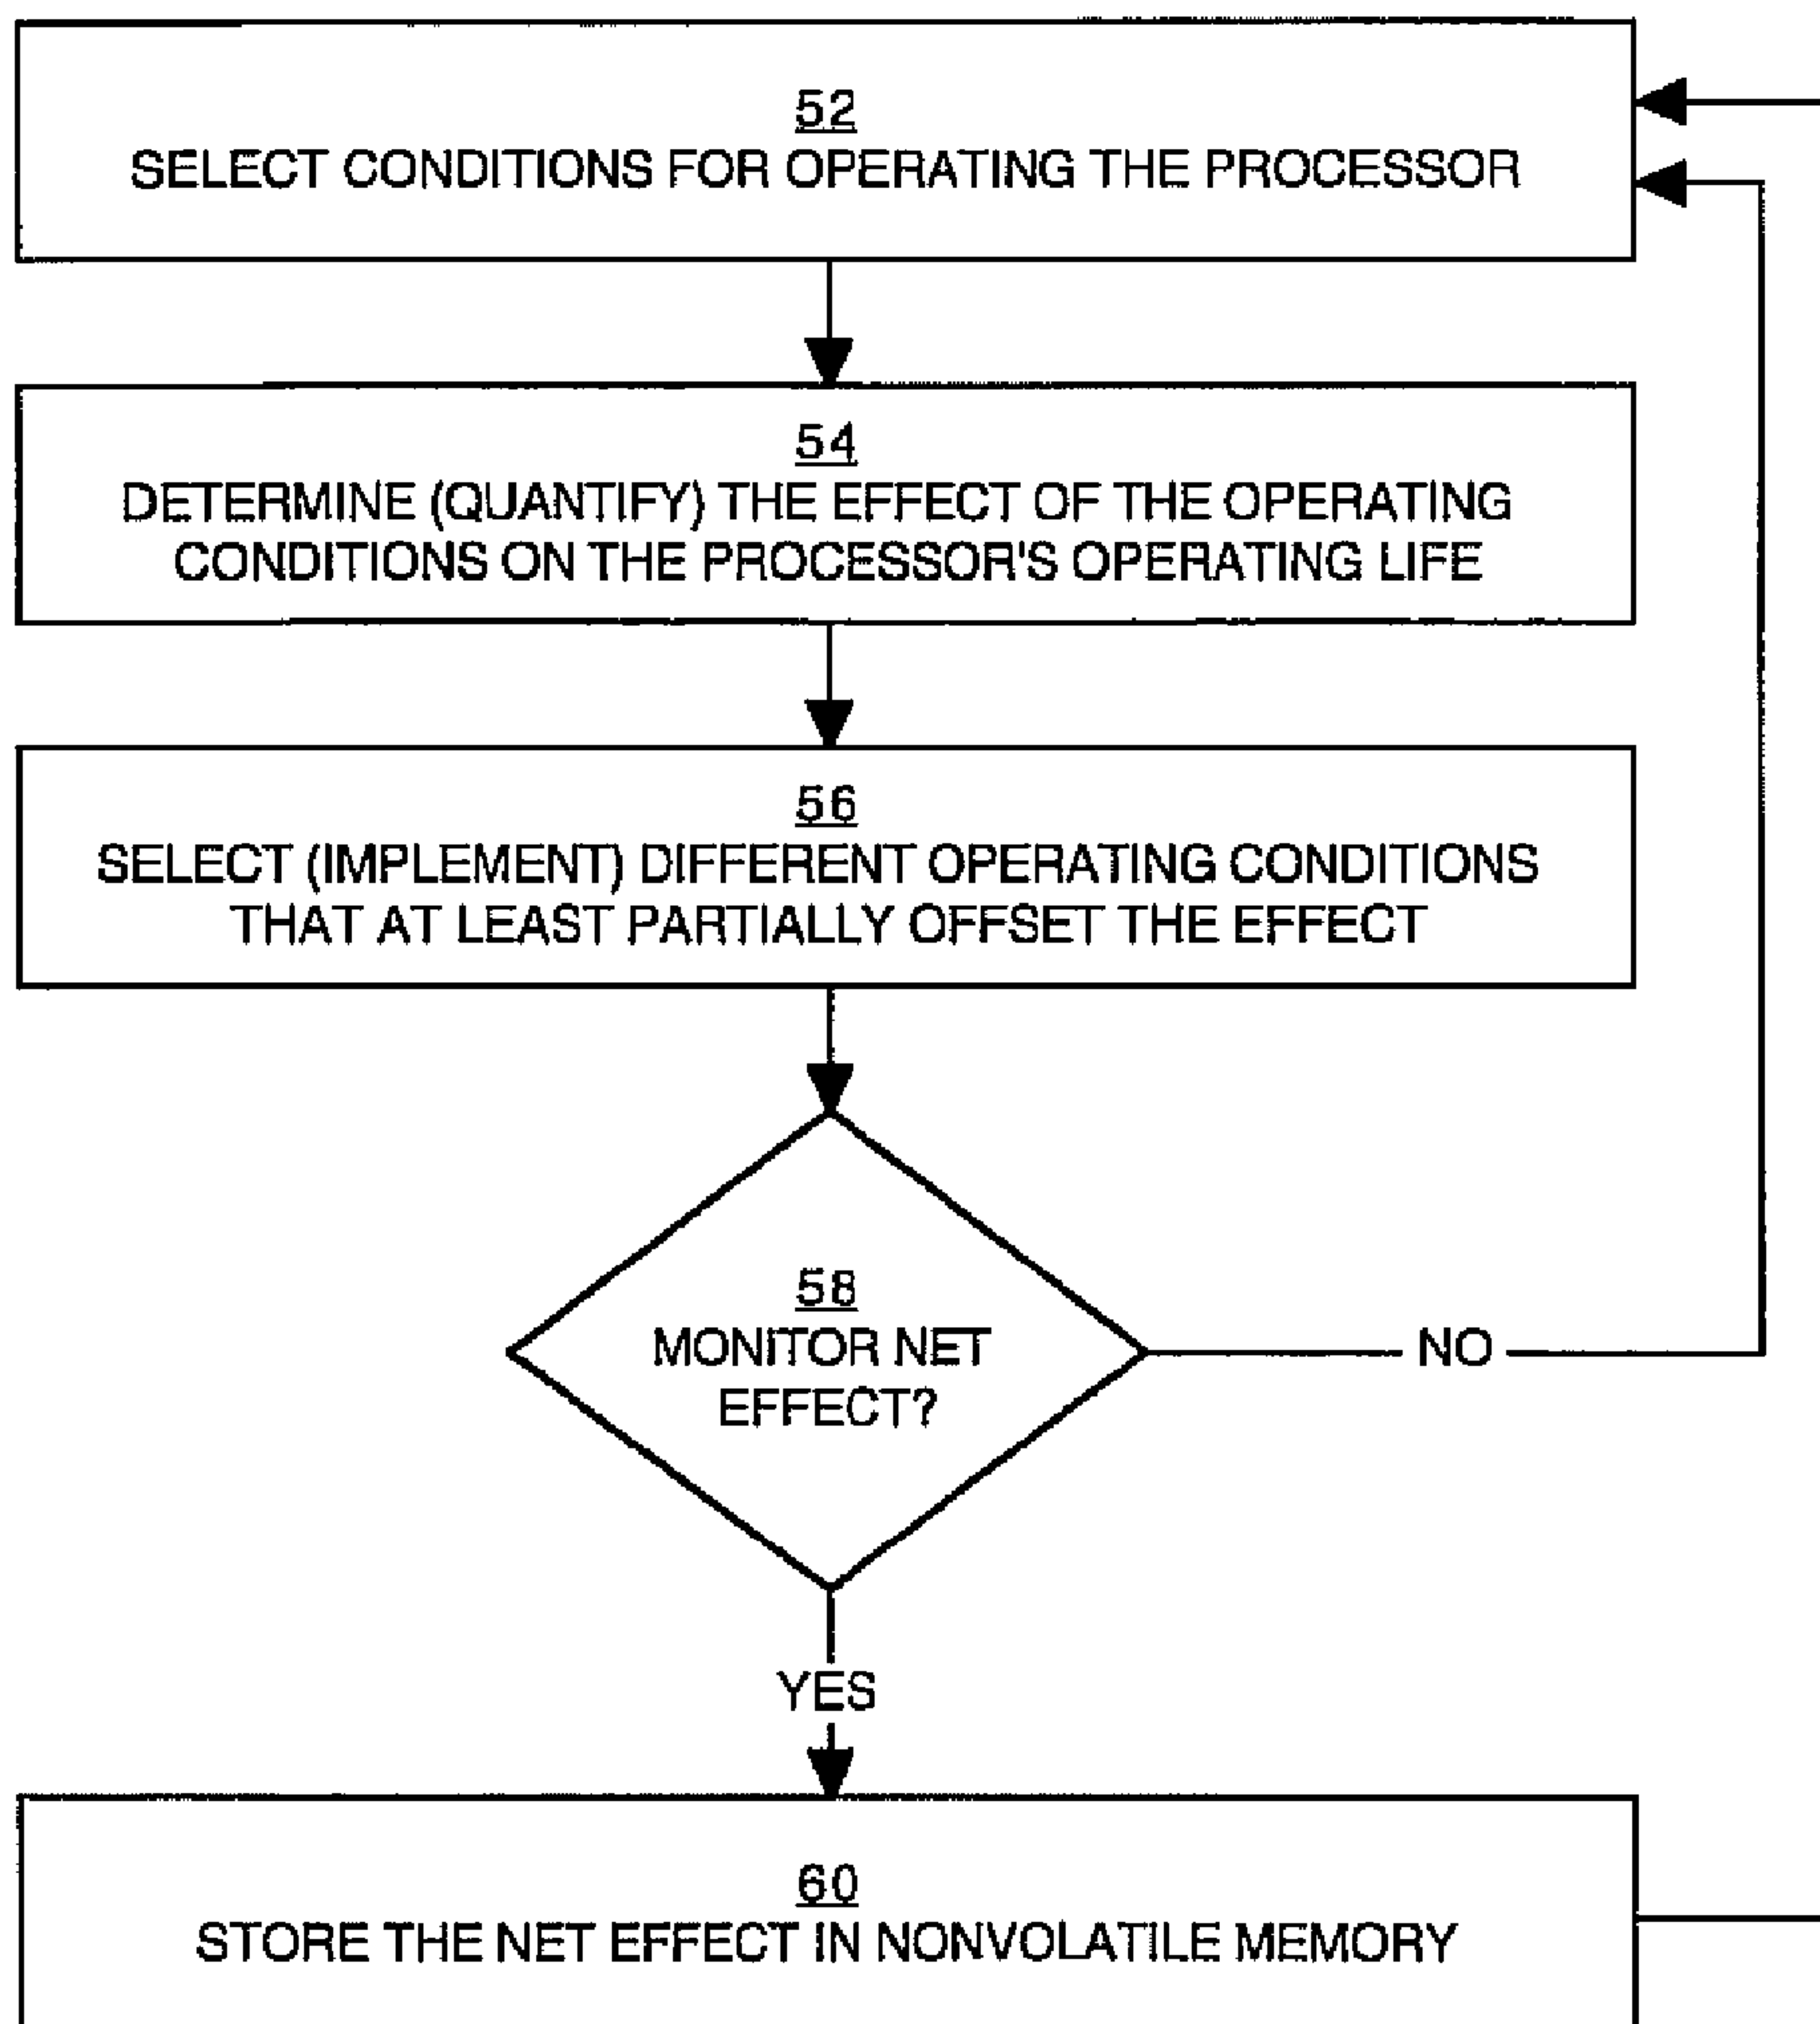 52
SELECT CONDITIONS FOR OPERATING THE PROCESSOR
54
DETERMINE (QUANTIFY) THE EFFECT OF THE OPERATING
CONDITIONS ON THE PROCESSOR'S OPERATING LIFE
56
SELECT (IMPLEMENT) DIFFERENT OPERATING CONDITIONS
THAT AT LEAST PARTIALLY OFFSET THE EFFECT
58
MONITOR NET
EFFECT?
NO
YES
60
STORE THE NET EFFECT IN NONVOLATILE MEMORY